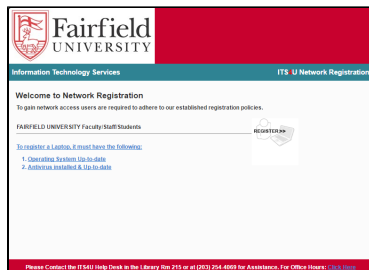 Fairfield
UNIVERSITY
Information Technology Services
ITS4U Network Registration
Welcome to Network Registration
To gain network access users are required to adhere to our established registration policies.
FAIRFIELD UNIVERSITY Faculty/Staff/Students
REGISTER>>
To register a Laptop, it must have the following:
1. Operating System Up-to-date
2. Antivirus installed & Up-to-date
Please Contact the ITS4U Help Desk in the Library Rm 215 or at (203) 254-4069 for Assistance. For Office Hours: Click Here